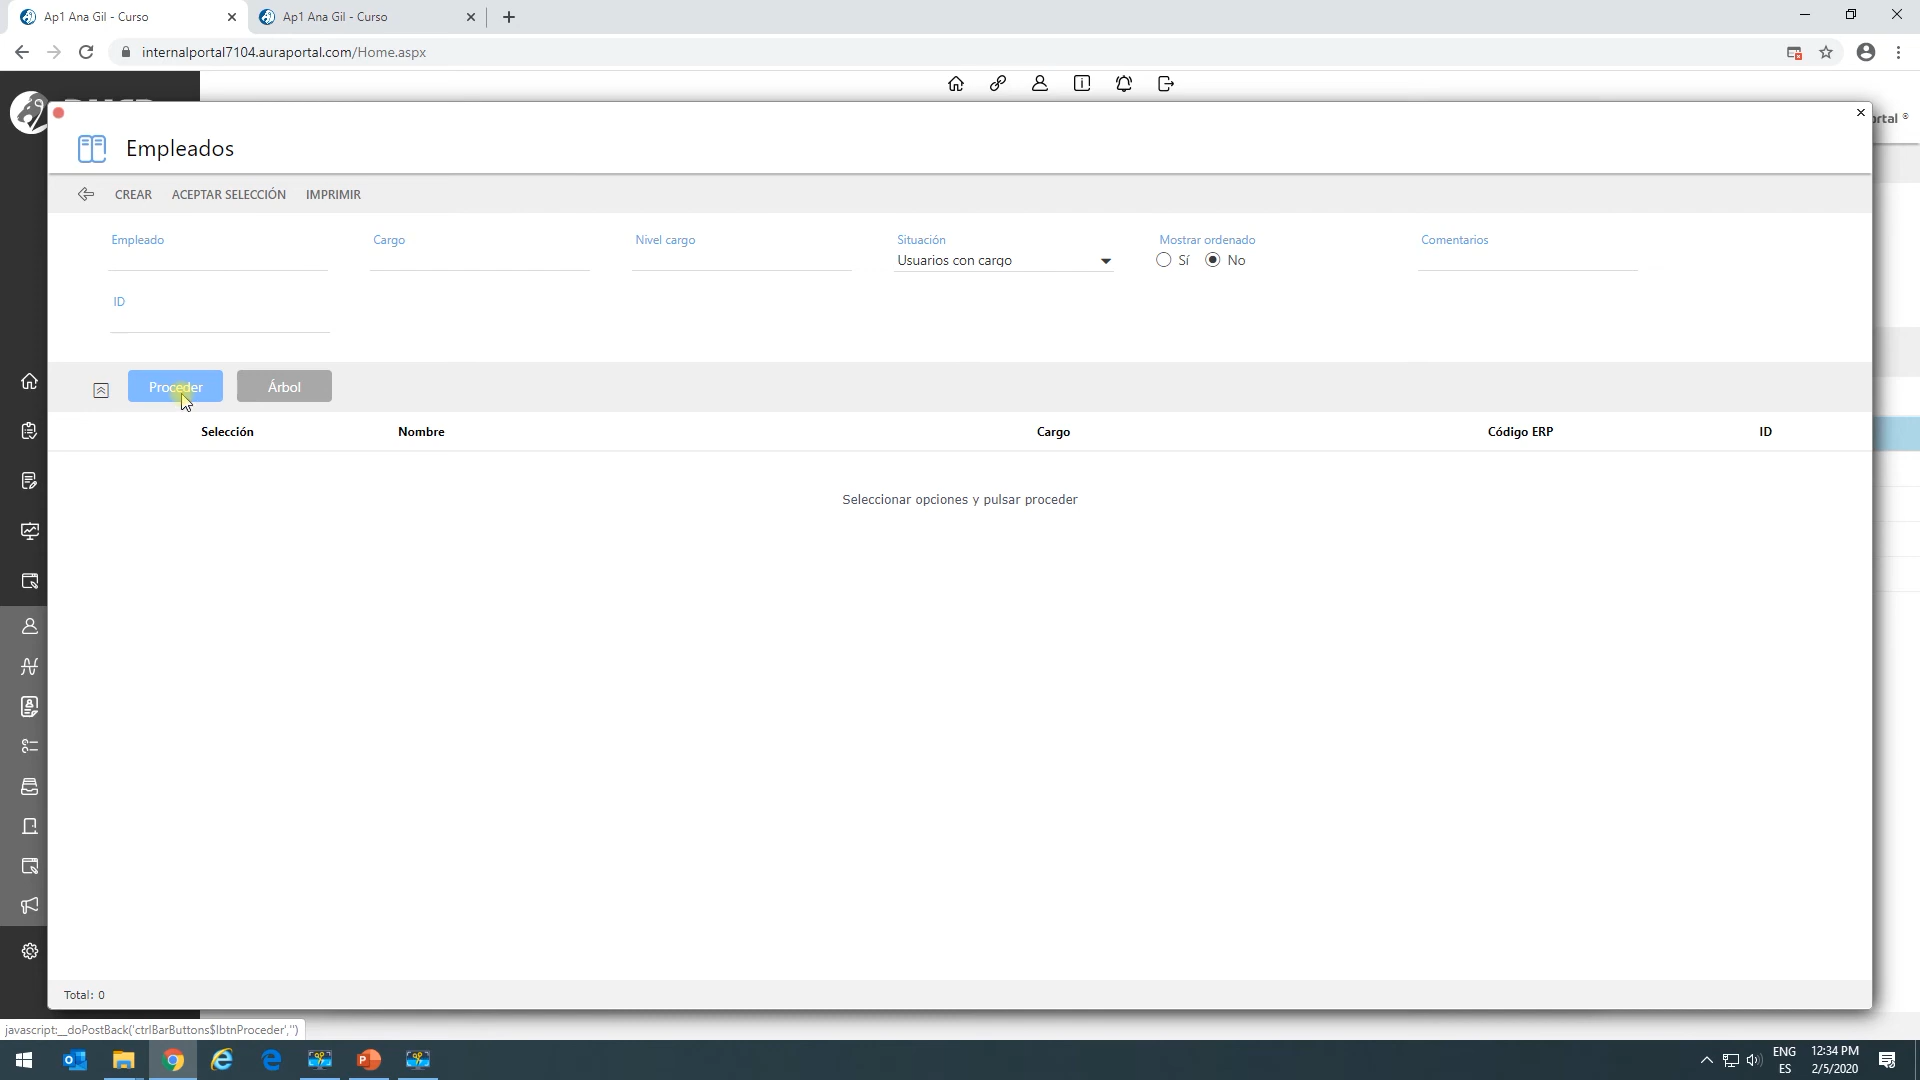 Ap1 Ana Gil - Curso
Ap1 Ana Gil - Curso
internalportal7104.auraportal.com/Home.aspx
ortal ®
Empleados
CREAR ACEPTAR SELECCIÓN IMPRIMIR
Empleado Cargo Nivel cargo Situación Mostrar ordenado Comentarios
Usuarios con cargo Sí No
ID
Proceder Árbol
Selección Nombre Cargo Código ERP ID
Seleccionar opciones y pulsar proceder
Total: 0
javascript:__doPostBack('ctrlBarButtons$lbtnProceder','')
ENG 12:34 PM
ES 2/5/2020